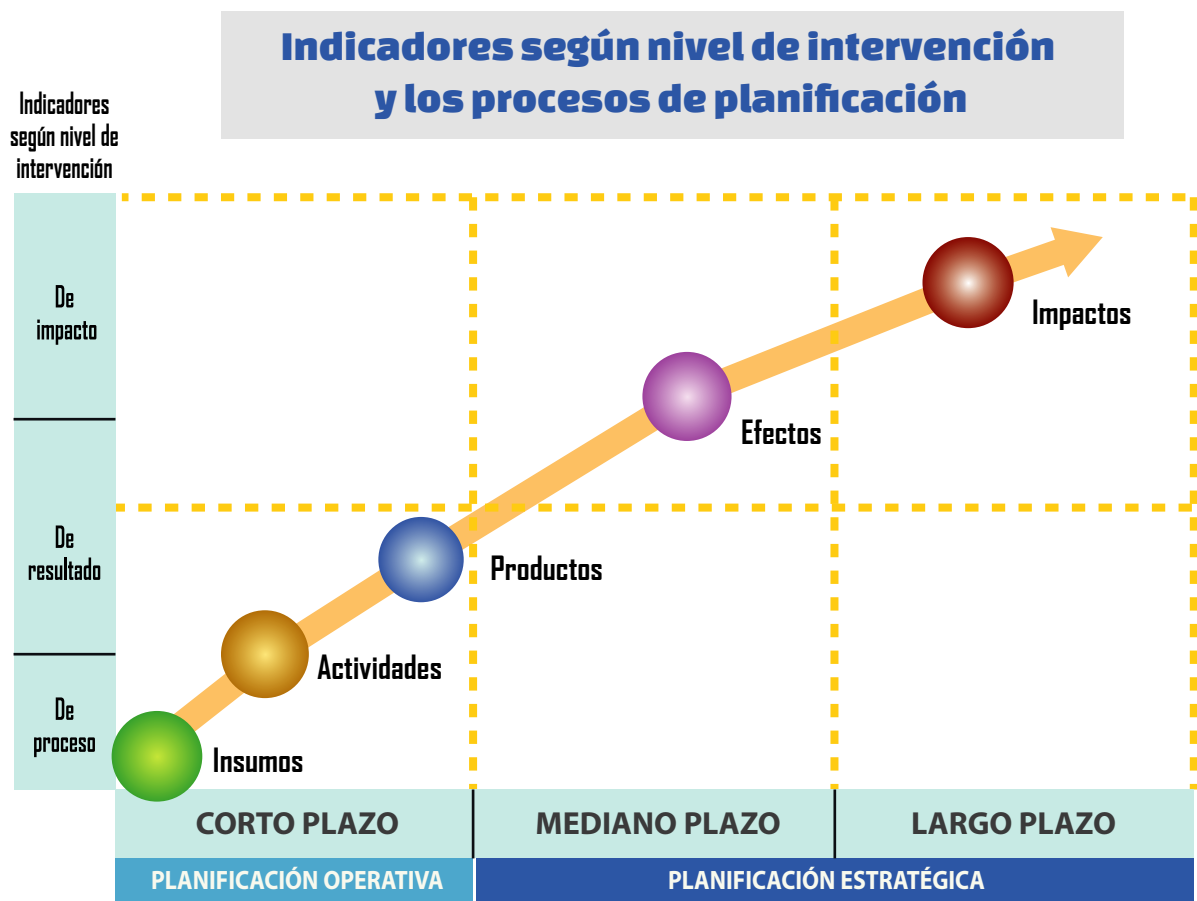 Indicadores según nivel de intervención
y los procesos de planificación
Indicadores
según nivel de
intervención
De
impacto
De
resultado
De
proceso
Impactos
Efectos
Productos
Actividades
Insumos
CORTO PLAZO
MEDIANO PLAZO
LARGO PLAZO
PLANIFICACIÓN OPERATIVA
PLANIFICACIÓN ESTRATÉGICA